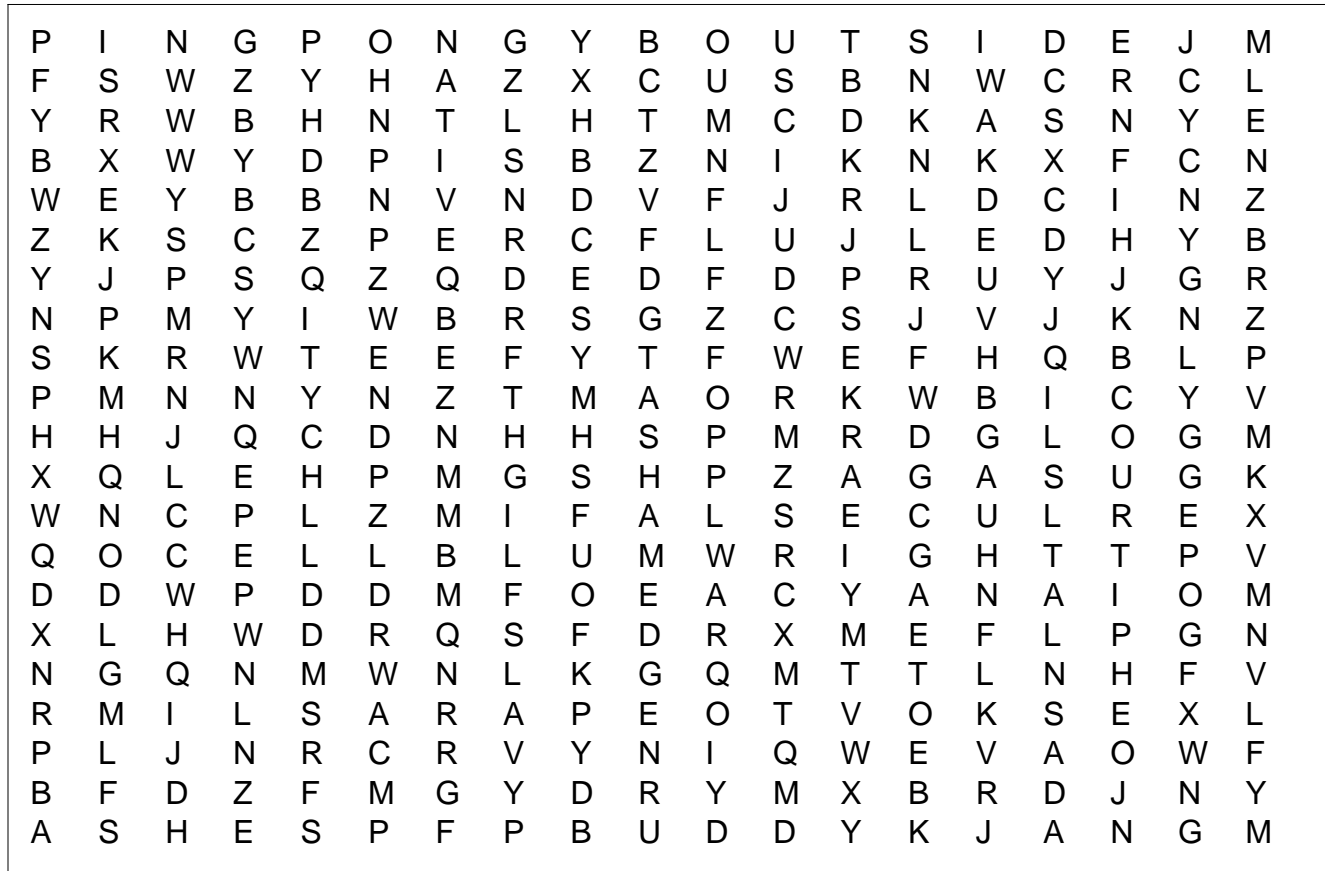 P I N G P O N G Y B O U T S I D E J M
F S W Z Y H A Z X C U S B N W C R C L
Y R W B H N T L H T M C D K A S N Y E
B X W Y D P I S B Z N I K N K X F C N
W E Y B B N V N D V F J R L D C I N Z
Z K S C Z P E R C F L U J L E D H Y B
Y J P S Q Z Q D E D F D P R U Y J G R
N P M Y I W B R S G Z C S J V J K N Z
S K R W T E E F Y T F W E F H Q B L P
P M N N Y N Z T M A O R K W B I C Y V
H H J Q C D N H H S P M R D G L O G M
X Q L E H P M G S H P Z A G A S U G K
W N C P L Z M I F A L S E C U L R E X
Q O C E L L B L U M W R I G H T T P V
D D W P D D M F O E A C Y A N A I O M
X L H W D R Q S F D R X M E F L P G N
N G Q N M W N L K G Q M T T L N H F V
R M I L S A R A P E O T V O K S E X L
P L J N R C R V Y N I Q W E V A O W F
B F D Z F M G Y D R Y M X B R D J N Y
A S H E S P F P B U D D Y K J A N G M